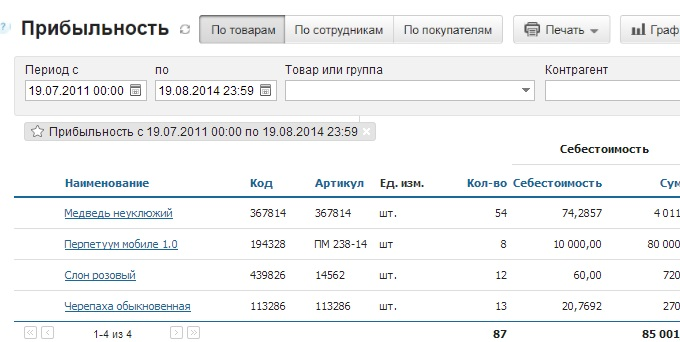 Прибыльность По товарам По сотрудникам По покупателям Печать Граф
Период с по Товар или группа Контрагент
19.07.2011 00:00 19.08.2014 23:59
Прибыльность с 19.07.2011 00:00 по 19.08.2014 23:59
Себестоимость
Наименование Код Артикул Ед. изм. Кол-во Себестоимость Сум
Медведь неуклюжий 367814 367814 шт. 54 74,2857 4 011
Перпетуум мобиле 1.0 194328 ПМ 238-14 шт 8 10 000,00 80 000
Слон розовый 439826 14562 шт. 12 60,00 720
Черепаха обыкновенная 113286 113286 шт. 13 20,7692 270
1-4 из 4 87 85 001